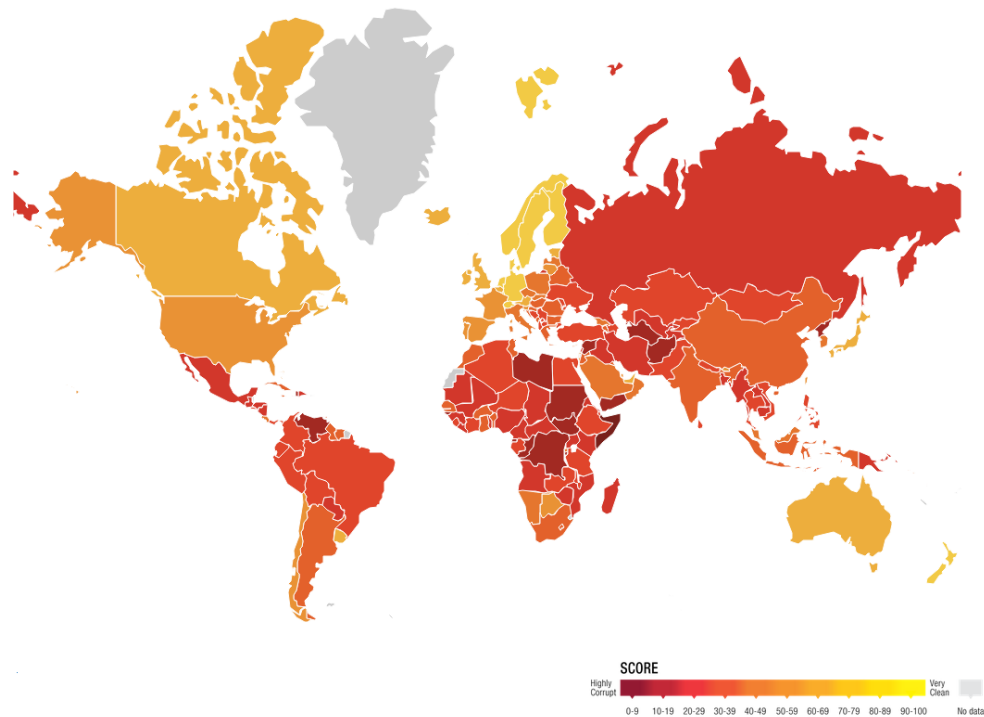 SCORE
Highly
Corrupt
Very
Clean
0-9 10-19 20-29 30-39 40-49 50-59 60-69 70-79 80-89 90-100 No data